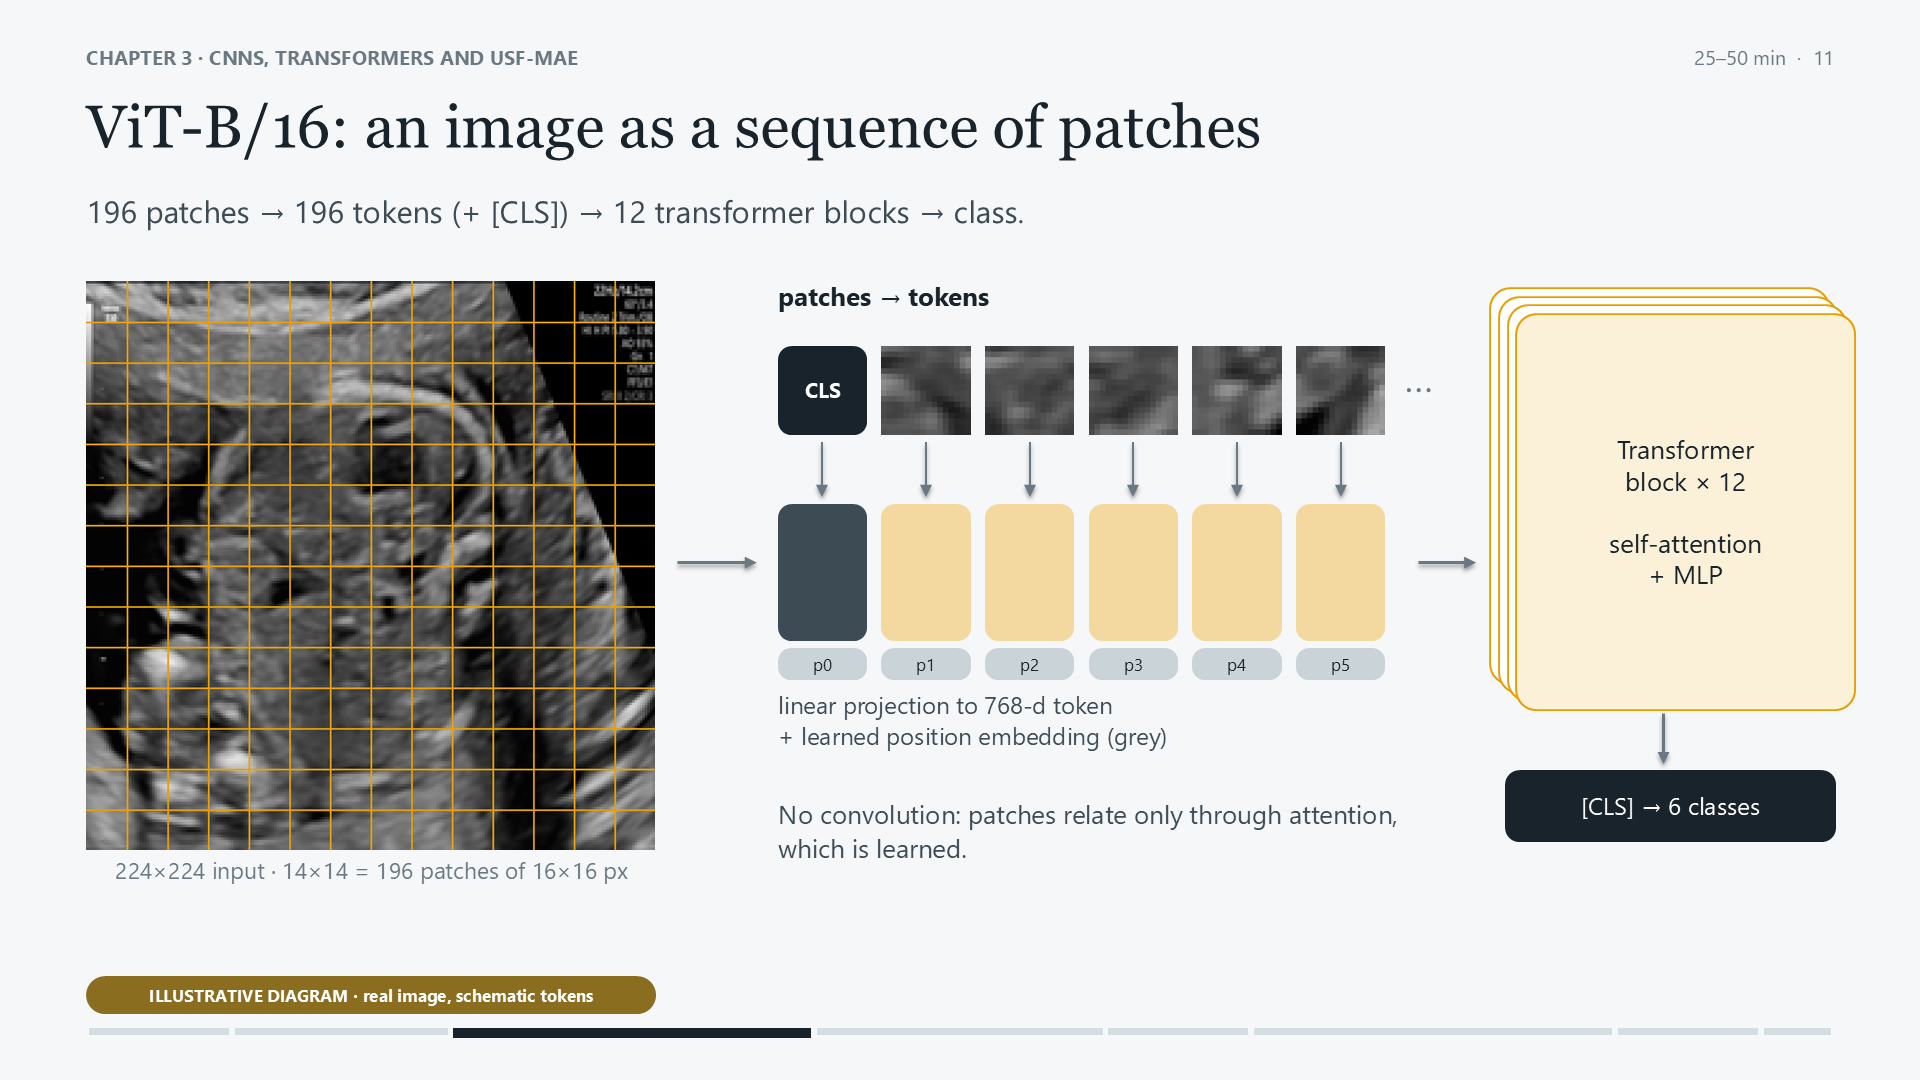 CHAPTER 3 · CNNS, TRANSFORMERS AND USF-MAE
25–50 min · 11
ViT-B/16: an image as a sequence of patches
196 patches → 196 tokens (+ [CLS]) → 12 transformer blocks → class.
patches → tokens
CLS
...
p0 p1 p2 p3 p4 p5
linear projection to 768-d token
+ learned position embedding (grey)
No convolution: patches relate only through attention,
which is learned.
Transformer
block × 12
self-attention
+ MLP
[CLS] → 6 classes
224×224 input · 14×14 = 196 patches of 16×16 px
ILLUSTRATIVE DIAGRAM · real image, schematic tokens